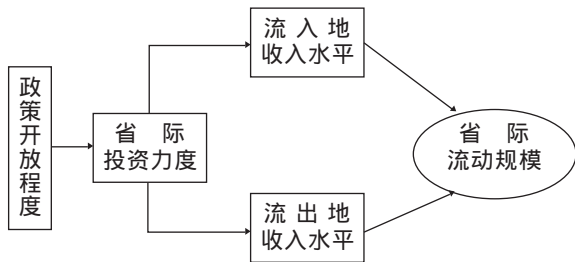 政策开放程度
省际
投资力度
流入地
收入水平
流出地
收入水平
省际
流动规模